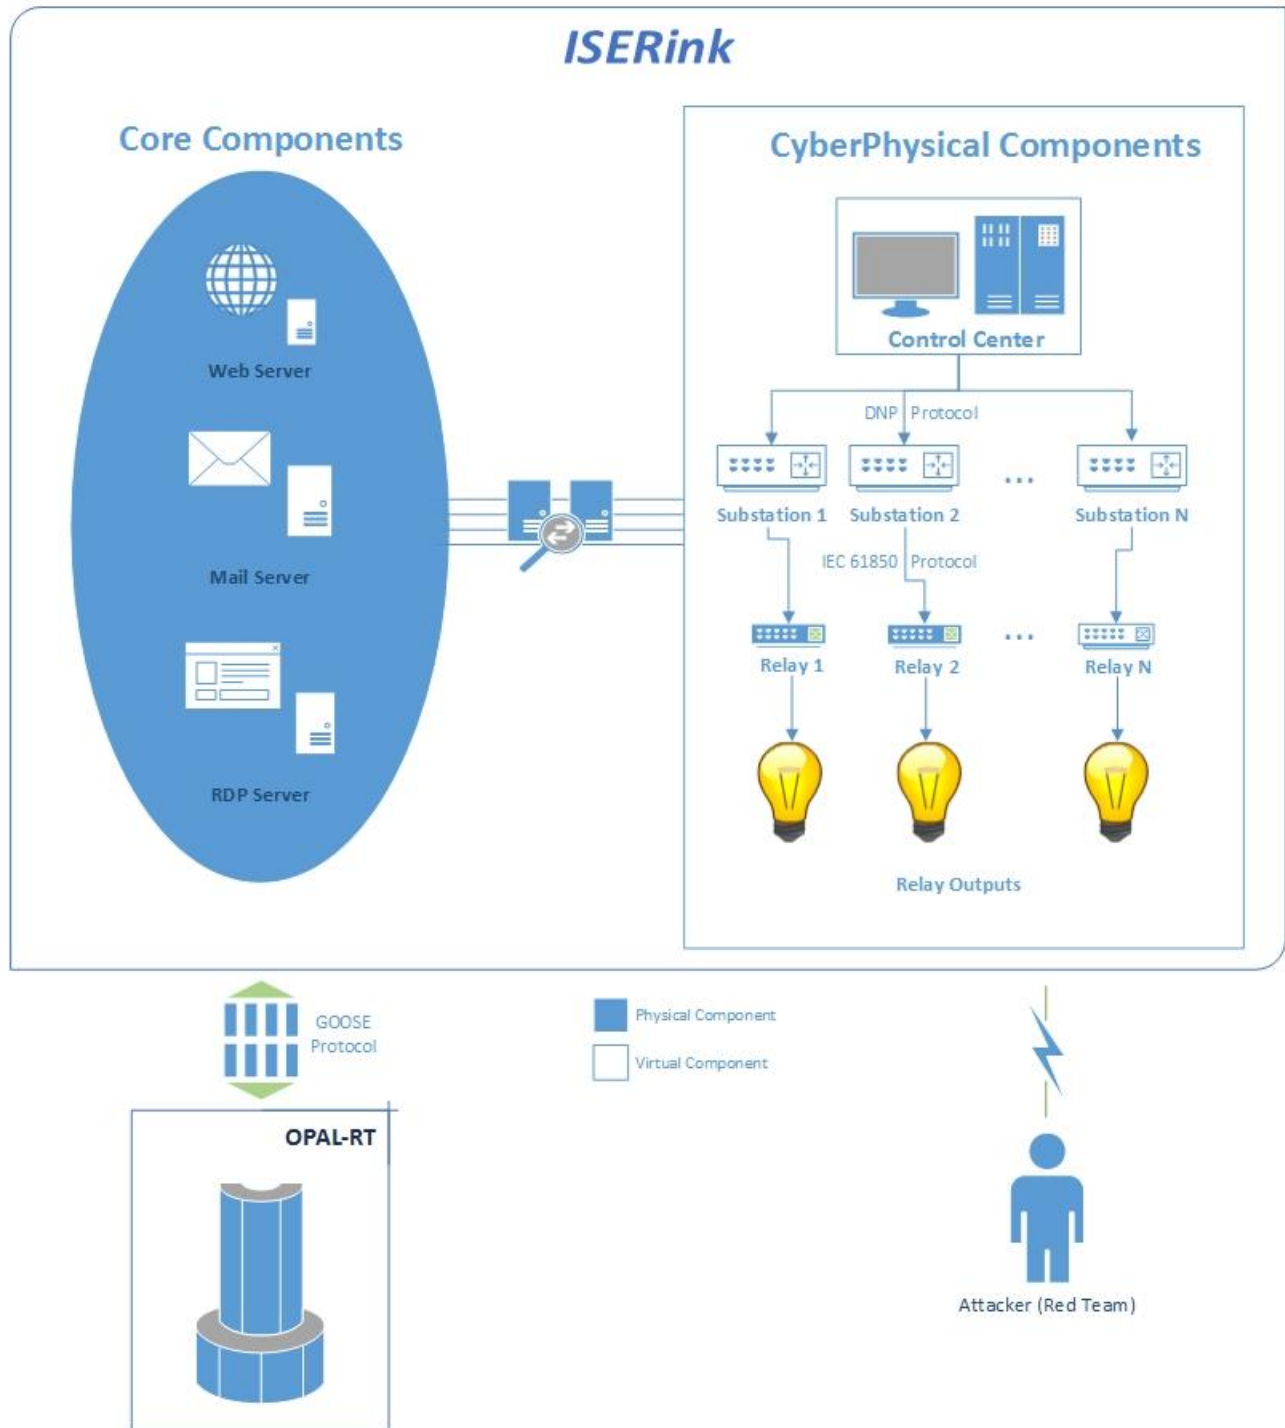 ISERink
Core Components
Web Server
Mail Server
RDP Server
CyberPhysical Components
Control Center
DNP Protocol
Substation 1 Substation 2 ... Substation N
IEC 61850 Protocol
Relay 1 Relay 2 ... Relay N
Relay Outputs
GOOSE
Protocol
Physical Component
Virtual Component
OPAL-RT
Attacker (Red Team)